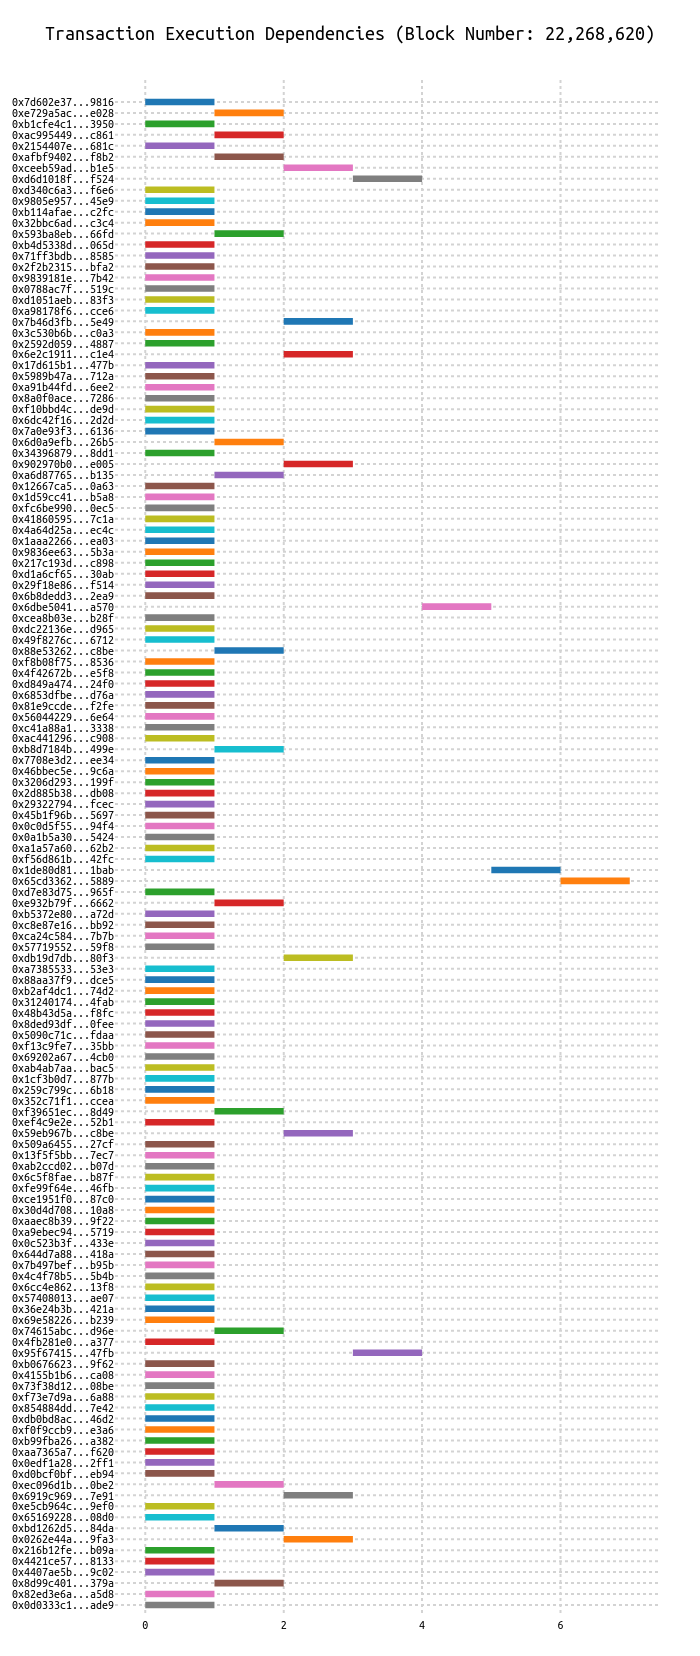 Transaction Execution Dependencies (Block Number: 22,268,620)
0x7d602e37...9816
0xe729a5ac...e028
0xb1cfe4c1...3950
0xac995449...c861
0x2154407e...681c
0xafbf9402...f8b2
0xceeb59ad...b1e5
0xd6d1018f...f524
0xd340c6a3...f6e6
0x9805e957...45e9
0xb114afae...c2fc
0x32bbc6ad...c3c4
0x593ba8eb...66fd
0xb4d5338d...065d
0x71ff3bdb...8585
0x2f2b2315...bfa2
0x9839181e...7b42
0x0788ac7f...519c
0xd1051aeb...83f3
0xa98178f6...cce6
0x7b46d3fb...5e49
0x3c530b6b...c0a3
0x2592d059...4887
0x6e2c1911...c1e4
0x17d615b1...477b
0x5989b47a...712a
0xa91b44fd...6ee2
0x8a0f0ace...7286
0xf10bbd4c...de9d
0x6dc42f16...2d2d
0x7a0e93f3...6136
0x6d0a9efb...26b5
0x34396879...8dd1
0x902970b0...e005
0xa6d87765...b135
0x12667ca5...0a63
0x1d59cc41...b5a8
0xfc6be990...0ec5
0x41860595...7c1a
0x4a64d25a...ec4c
0x1aaa2266...ea03
0x9836ee63...5b3a
0x217c193d...c898
0xd1a6cf65...30ab
0x29f18e86...f514
0x6b8dedd3...2ea9
0x6dbe5041...a570
0xcea8b03e...b28f
0xdc22136e...d965
0x49f8276c...6712
0x88e53262...c8be
0xf8b08f75...8536
0x4f42672b...e5f8
0xd849a474...24f0
0x6853dfbe...d76a
0x81e9ccde...f2fe
0x56044229...6e64
0xc41a88a1...3338
0xac441296...c908
0xb8d7184b...499e
0x7708e3d2...ee34
0x46bbec5e...9c6a
0x3206d293...199f
0x2d885b38...db08
0x29322794...fcec
0x45b1f96b...5697
0x0c0d5f55...94f4
0x0a1b5a30...5424
0xa1a57a60...62b2
0xf56d861b...42fc
0x1de80d81...1bab
0x65cd3362...5889
0xd7e83d75...965f
0xe932b79f...6662
0xb5372e80...a72d
0xc8e87e16...bb92
0xca24c584...7b7b
0x57719552...59f8
0xdb19d7db...80f3
0xa7385533...53e3
0x88aa37f9...dce5
0xb2af4dc1...74d2
0x31240174...4fab
0x48b43d5a...f8fc
0x8ded93df...0fee
0x5090c71c...fdaa
0xf13c9fe7...35bb
0x69202a67...4cb0
0xab4ab7aa...bac5
0x1cf3b0d7...877b
0x259c799c...6b18
0x352c71f1...ccea
0xf39651ec...8d49
0xef4c9e2e...52b1
0x59eb967b...c8be
0x509a6455...27cf
0x13f5f5bb...7ec7
0xab2ccd02...b07d
0x6c5f8fae...b87f
0xfe99f64e...46fb
0xce1951f0...87c0
0x30d4d708...10a8
0xaaec8b39...9f22
0xa9ebec94...5719
0x0c523b3f...433e
0x644d7a88...418a
0x7b497bef...b95b
0x4c4f78b5...5b4b
0x6cc4e862...13f8
0x57408013...ae07
0x36e24b3b...421a
0x69e58226...b239
0x74615abc...d96e
0x4fb281e0...a377
0x95f67415...47fb
0xb0676623...9f62
0x4155b1b6...ca08
0x73f38d12...08be
0xf73e7d9a...6a88
0x854884dd...7e42
0xdb0bd8ac...46d2
0xf0f9ccb9...e3a6
0xb99fba26...a382
0xaa7365a7...f620
0x0edf1a28...2ff1
0xd0bcf0bf...eb94
0xec096d1b...0be2
0x6919c969...7e91
0xe5cb964c...9ef0
0x65169228...08d0
0xbd1262d5...84da
0x0262e44a...9fa3
0x216b12fe...b09a
0x4421ce57...8133
0x4407ae5b...9c02
0x8d99c401...379a
0x82ed3e6a...a5d8
0x0d0333c1...ade9
0 2 4 6